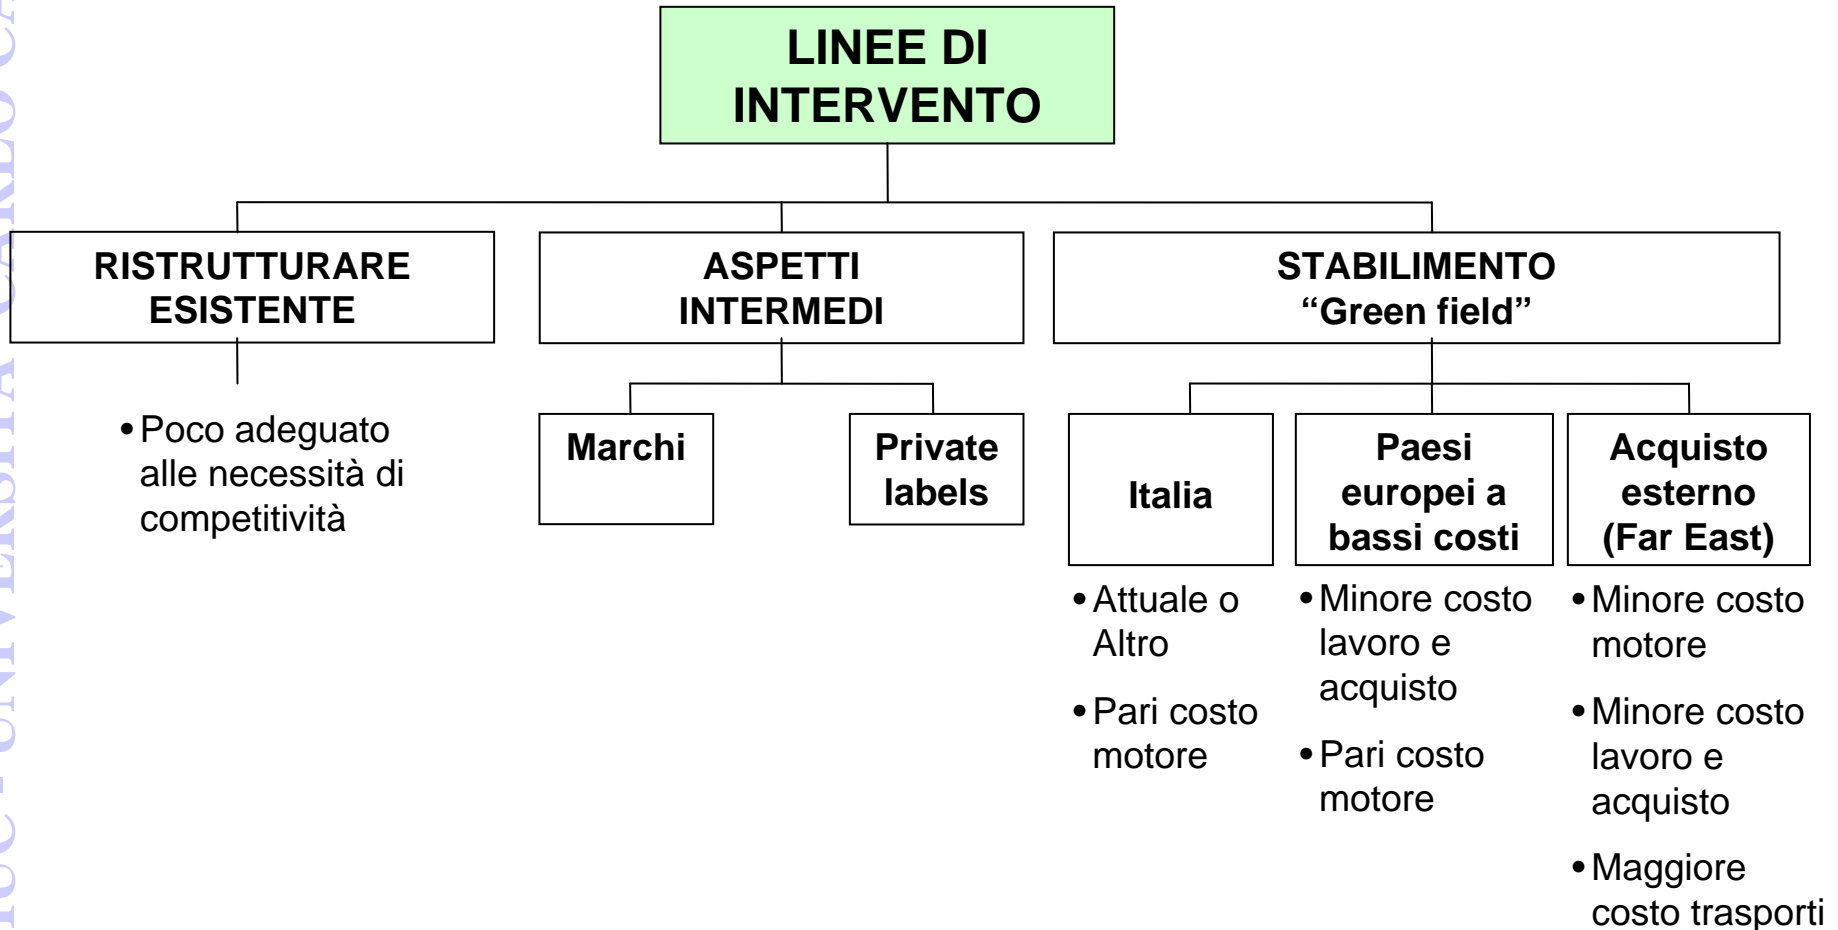 LINEE DI
INTERVENTO
RISTRUTTURARE
ESISTENTE
• Poco adeguato
alle necessità di
competitività
ASPETTI
INTERMEDI
Marchi
Private
labels
STABILIMENTO
“Green field”
Italia
• Attuale o
Altro
• Pari costo
motore
Paesi
europei a
bassi costi
• Minore costo
lavoro e
acquisto
• Pari costo
motore
Acquisto
esterno
(Far East)
• Minore costo
motore
• Minore costo
lavoro e
acquisto
• Maggiore
costo trasporti
UNIVERSITA’ CARLO